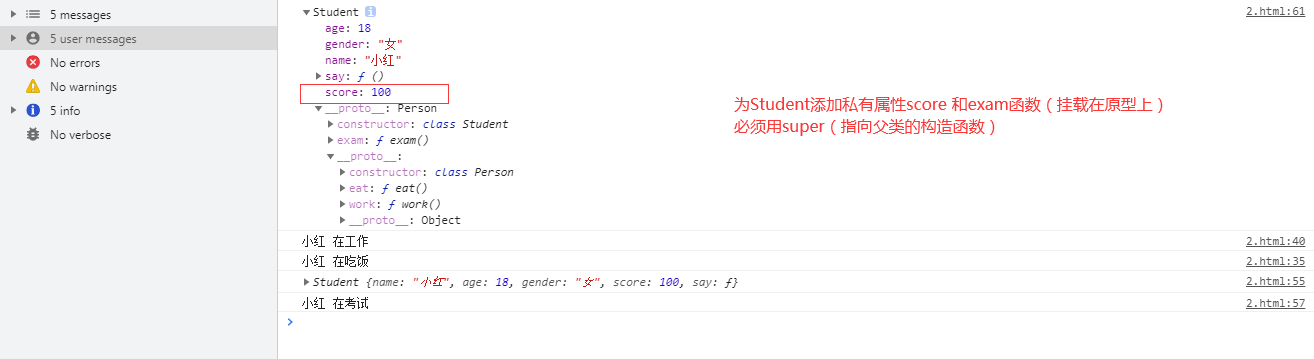 5 messages
5 user messages
No errors
No warnings
5 info
No verbose
Student i 2.html:61
age: 18
gender: "女"
name: "小红"
say: ƒ ()
score: 100
__proto__: Person
constructor: class Student
exam: ƒ exam()
__proto__:
constructor: class Person
eat: ƒ eat()
work: ƒ work()
__proto__: Object
为Student添加私有属性score 和exam函数（挂载在原型上）
必须用super（指向父类的构造函数）
小红 在工作 2.html:40
小红 在吃饭 2.html:35
Student {name: "小红", age: 18, gender: "女", score: 100, say: ƒ} 2.html:55
小红 在考试 2.html:57